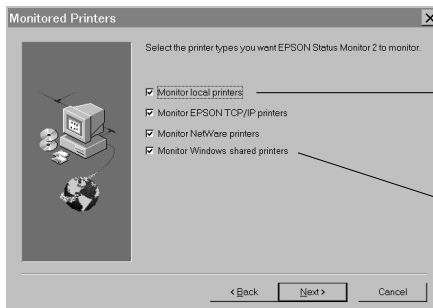 Monitored Printers
Select the printer types you want EPSON Status Monitor 2 to monitor.
Monitor local printers
Monitor EPSON TCP/IP printers
Monitor NetWare printers
Monitor Windows shared printers
< Back
Next >
Cancel